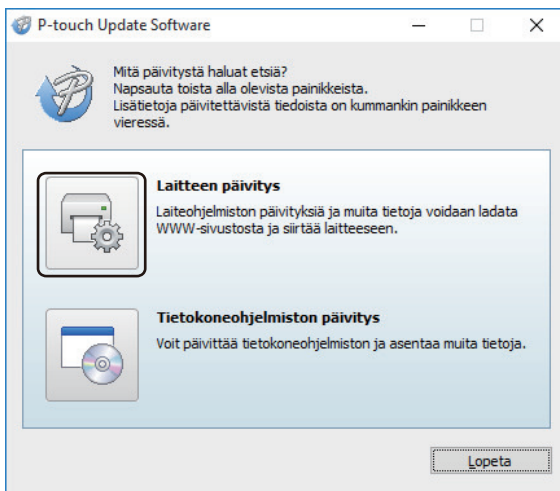 P-touch Update Software
Mitä päivitystä haluat etsiä?
Napsauta toista alla olevista painikkeista.
Lisätietoja päivitettävistä tiedoista on kummankin painikkeen
vieressä.
Laitteen päivitys
Laiteohjelmiston päivityksiä ja muita tietoja voidaan ladata
WWW-sivustosta ja siirtää laitteeseen.
Tietokoneohjelmiston päivitys
Voit päivittää tietokoneohjelmiston ja asentaa muita tietoja.
Lopeta